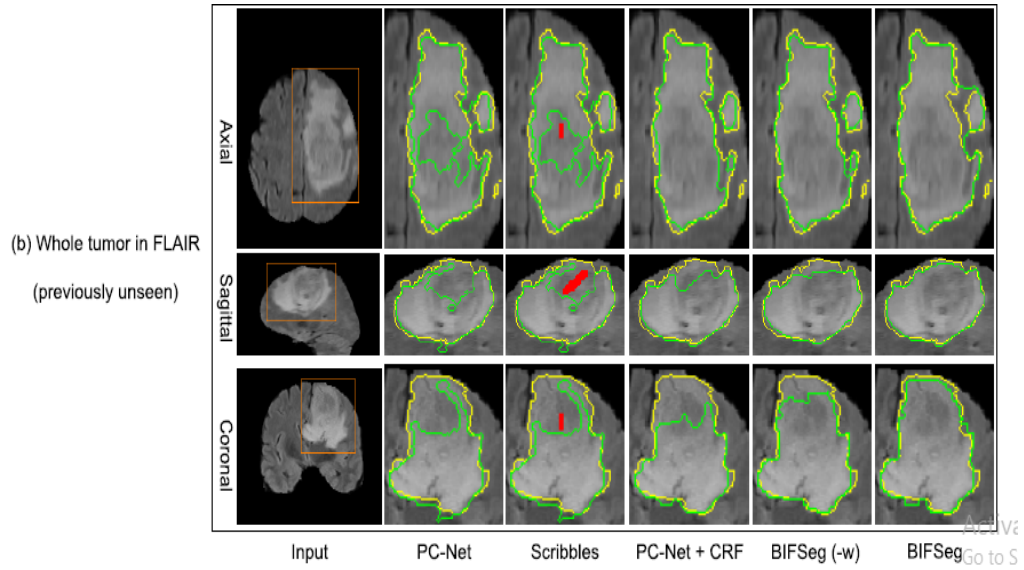 Axial
(b) Whole tumor in FLAIR
(previously unseen)
Sagittal
Coronal
Input PC-Net Scribbles PC-Net + CRF BIFSeg (-w) BIFSeg
Activa
Go to S